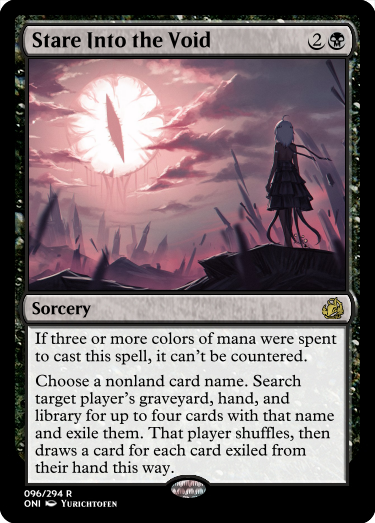 Stare Into the Void 2
Sorcery
If three or more colors of mana were spent
to cast this spell, it can't be countered.
Choose a nonland card name. Search
target player's graveyard, hand, and
library for up to four cards with that name
and exile them. That player shuffles, then
draws a card for each card exiled from
their hand this way.
096/294 R
ONI Yurichtofen